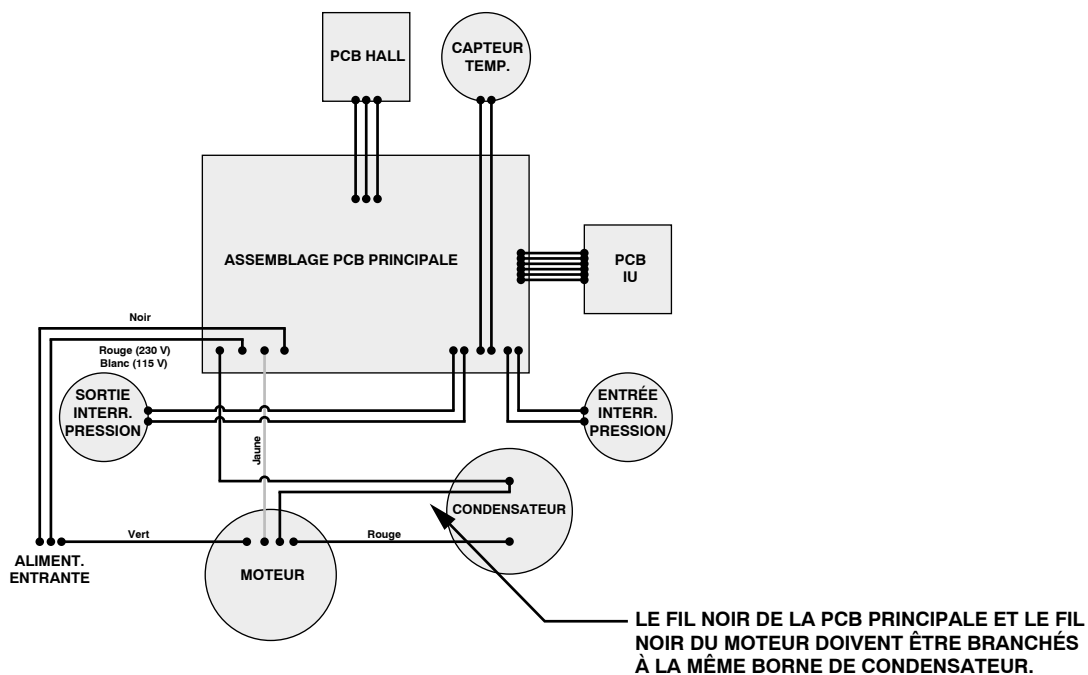 PCB HALL
CAPTEUR
TEMP.
ASSEMBLAGE PCB PRINCIPALE
PCB
IU
Noir
Rouge (230 V)
Blanc (115 V)
SORTIE
INTERR.
PRESSION
ENTRÉE
INTERR.
PRESSION
Jaune
CONDENSATEUR
Vert
Rouge
ALIMENT.
ENTRANTE
MOTEUR
LE FIL NOIR DE LA PCB PRINCIPALE ET LE FIL
NOIR DU MOTEUR DOIVENT ÊTRE BRANCHÉS
À LA MÊME BORNE DE CONDENSATEUR.